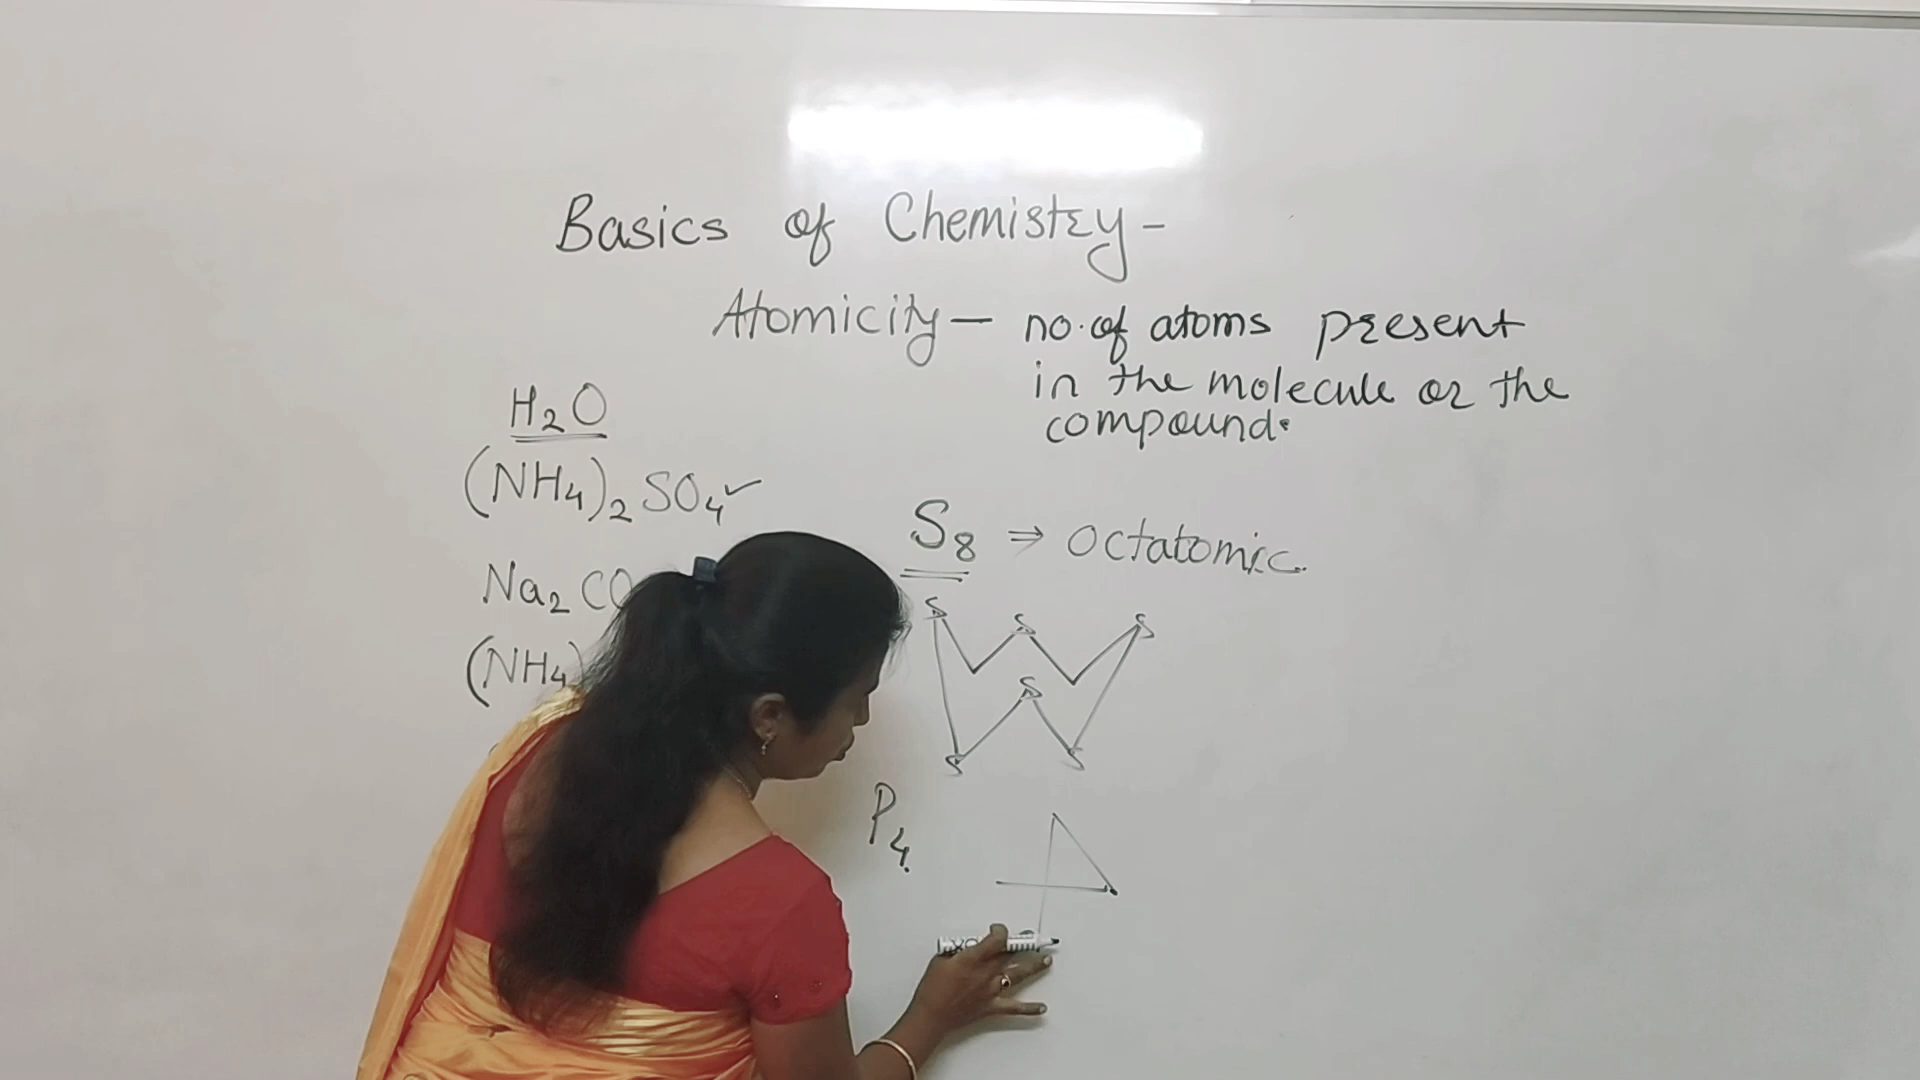 Basics of Chemistry -
Atomicity — no. of atoms present
in the molecule or the
compound.
H₂O
(NH₄)₂ SO₄ ✓
Na₂ CO
(NH₄)
S₈ ⇒ Octatomic.
S S S
S
S S
P₄.